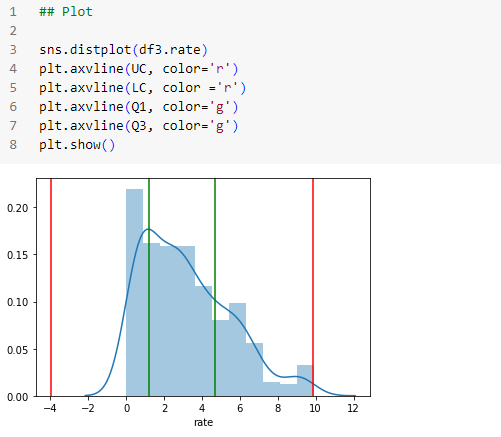 1 ## Plot
2
3 sns.distplot(df3.rate)
4 plt.axvline(UC, color='r')
5 plt.axvline(LC, color ='r')
6 plt.axvline(Q1, color='g')
7 plt.axvline(Q3, color='g')
8 plt.show()
0.20
0.15
0.10
0.05
0.00
−4 −2 0 2 4 6 8 10 12
rate